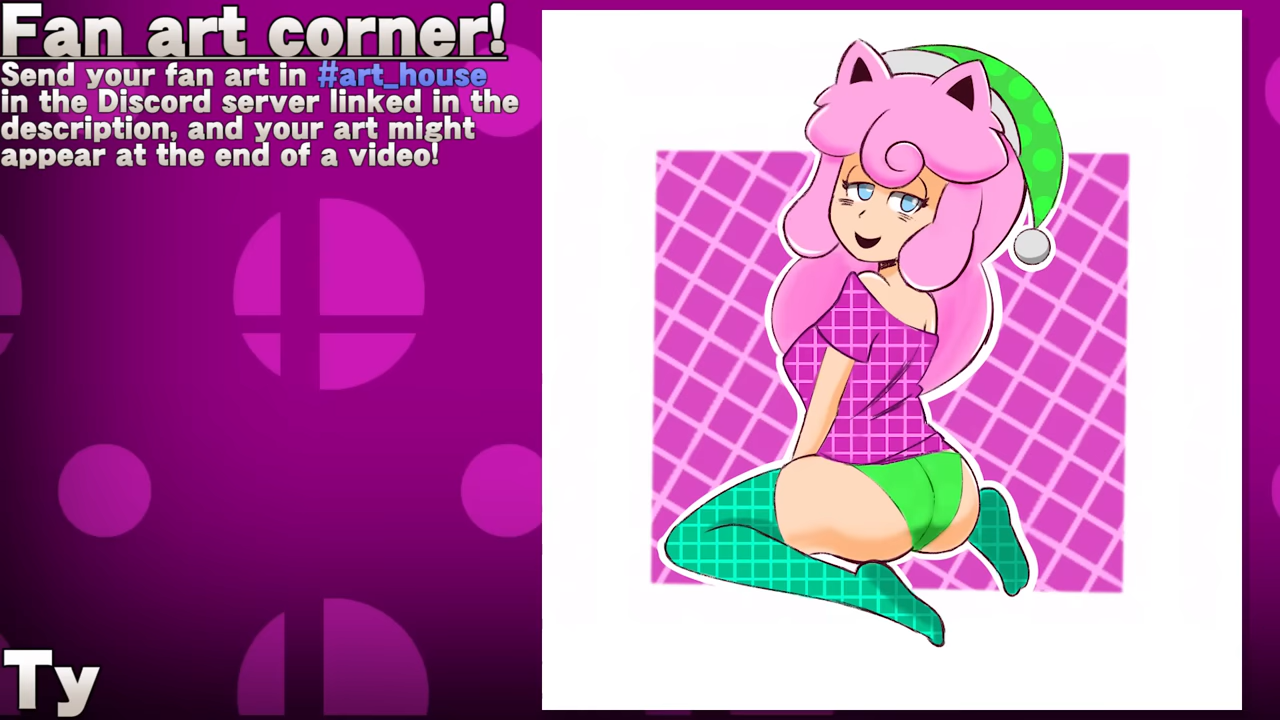 Fan art corner!
Send your fan art in #art_house
in the Discord server linked in the
description, and your art might
appear at the end of a video!
Ty